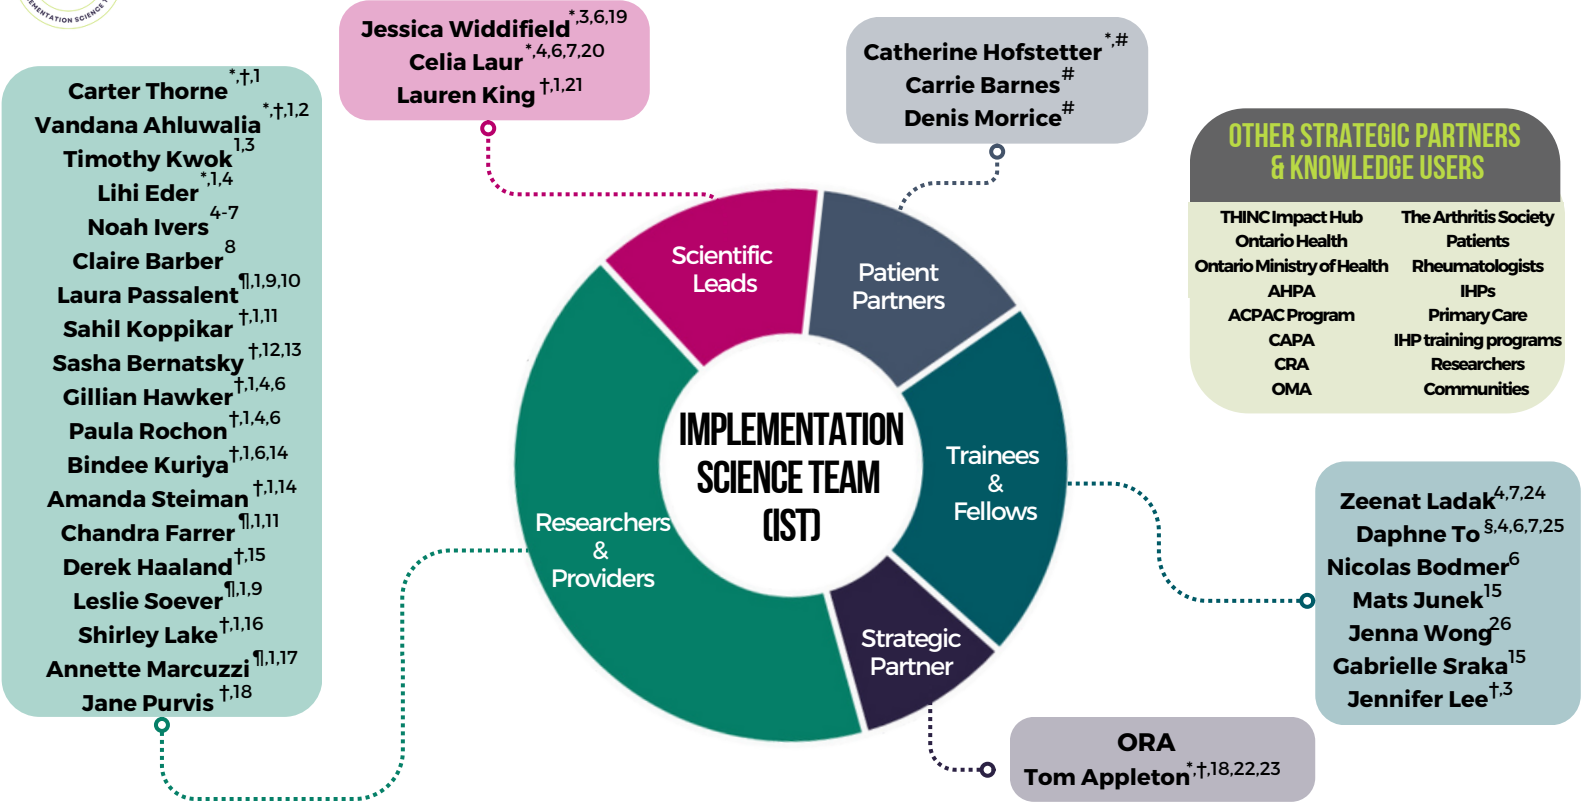 EMENTATION SCIENCE T
Jessica Widdifield*,3,6,19
Celia Laur*,4,6,7,20
Lauren King†,1,21
Catherine Hofstetter*,#
Carrie Barnes#
Denis Morrice#
Carter Thorne*,†,1
Vandana Ahluwalia*,†,1,2
Timothy Kwok1,3
Lihi Eder*,1,4
Noah Ivers4-7
Claire Barber8
Laura Passalent¶,1,9,10
Sahil Koppikar†,1,11
Sasha Bernatsky†,12,13
Gillian Hawker†,1,4,6
Paula Rochon†,1,4,6
Bindee Kuriya†,1,6,14
Amanda Steiman†,1,14
Chandra Farrer¶,1,11
Derek Haaland†,15
Leslie Soever¶,1,9
Shirley Lake†,1,16
Annette Marcuzzi¶,1,17
Jane Purvis†,18
OTHER STRATEGIC PARTNERS
& KNOWLEDGE USERS
THINC Impact Hub
Ontario Health
Ontario Ministry of Health
AHPA
ACPAC Program
CAPA
CRA
OMA
The Arthritis Society
Patients
Rheumatologists
IHPs
Primary Care
IHP training programs
Researchers
Communities
Scientific
Leads
Patient
Partners
Trainees
&
Fellows
Strategic
Partner
Researchers
&
Providers
IMPLEMENTATION
SCIENCE TEAM
(IST)
Zeenat Ladak4,7,24
Daphne To§,4,6,7,25
Nicolas Bodmer6
Mats Junek15
Jenna Wong26
Gabrielle Sraka15
Jennifer Lee†,3
ORA
Tom Appleton*,†,18,22,23